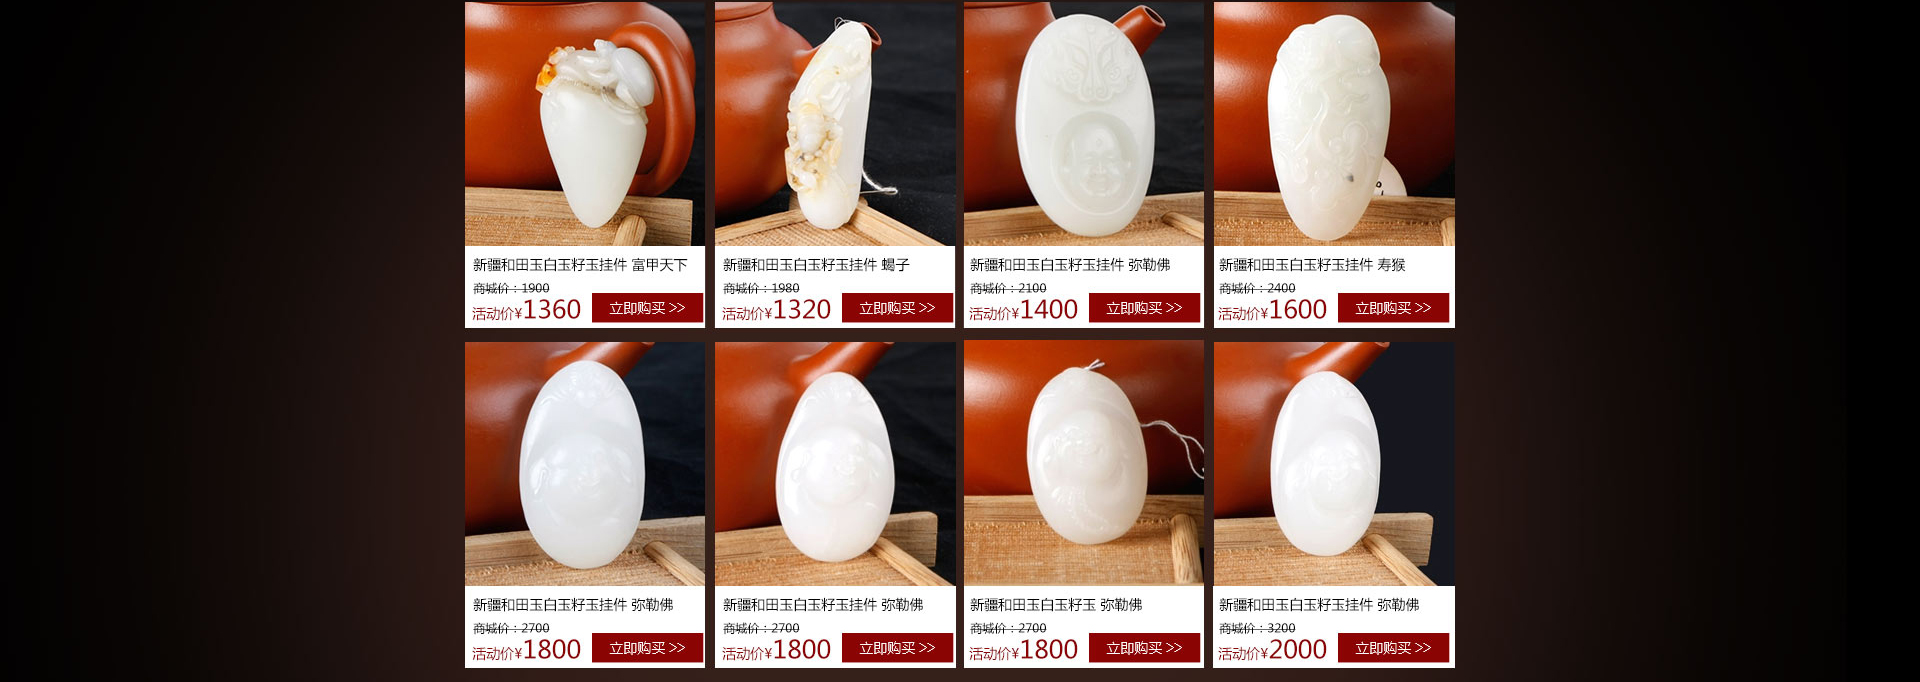 新疆和田玉白玉籽玉挂件 富甲天下
商城价：1900
活动价¥1360
立即购买 >>
新疆和田玉白玉籽玉挂件 蝎子
商城价：1980
活动价¥1320
立即购买 >>
新疆和田玉白玉籽玉挂件 弥勒佛
商城价：2100
活动价¥1400
立即购买 >>
新疆和田玉白玉籽玉挂件 寿猴
商城价：2400
活动价¥1600
立即购买 >>
新疆和田玉白玉籽玉挂件 弥勒佛
商城价：2700
活动价¥1800
立即购买 >>
新疆和田玉白玉籽玉挂件 弥勒佛
商城价：2700
活动价¥1800
立即购买 >>
新疆和田玉白玉籽玉 弥勒佛
商城价：2700
活动价¥1800
立即购买 >>
新疆和田玉白玉籽玉挂件 弥勒佛
商城价：3200
活动价¥2000
立即购买 >>